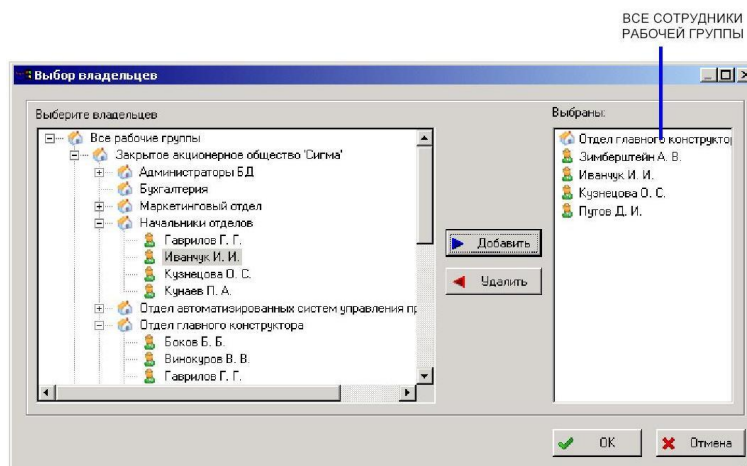 ВСЕ СОТРУДНИКИ
РАБОЧЕЙ ГРУППЫ
Выбор владельцев
Выберите владельцев
Все рабочие группы
Закрытое акционерное общество 'Сигма'
Администраторы БД
Бухгалтерия
Маркетинговый отдел
Начальники отделов
Гаврилов Г. Г.
Иванчук И. И.
Кузнецова О. С.
Кунаев П. А.
Отдел автоматизированных систем управления пр
Отдел главного конструктора
Боков Б. Б.
Винокуров В. В.
Гаврилов Г. Г.
Добавить
Удалить
Выбраны:
Отдел главного конструктор
Зимберштейн А. В.
Иванчук И. И.
Кузнецова О. С.
Путов Д. И.
OK
Отмена